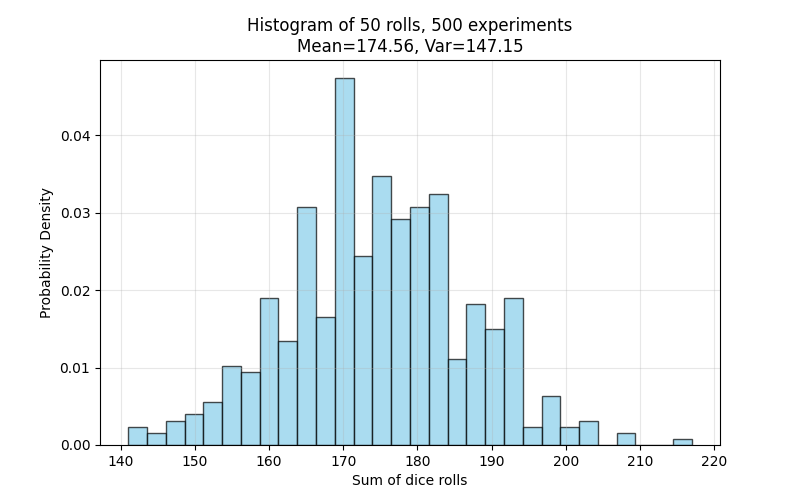 Histogram of 50 rolls, 500 experiments
Mean=174.56, Var=147.15
Probability Density
0.04
0.03
0.02
0.01
0.00
140 150 160 170 180 190 200 210 220
Sum of dice rolls